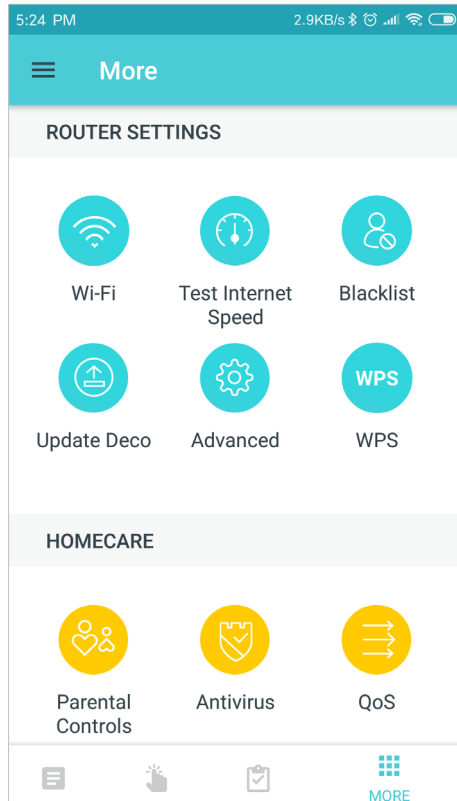 5:24 PM 2.9KB/s
More
ROUTER SETTINGS
Wi-Fi
Test Internet
Speed
Blacklist
Update Deco
Advanced
WPS
WPS
HOMECARE
Parental
Controls
Antivirus
QoS
MORE